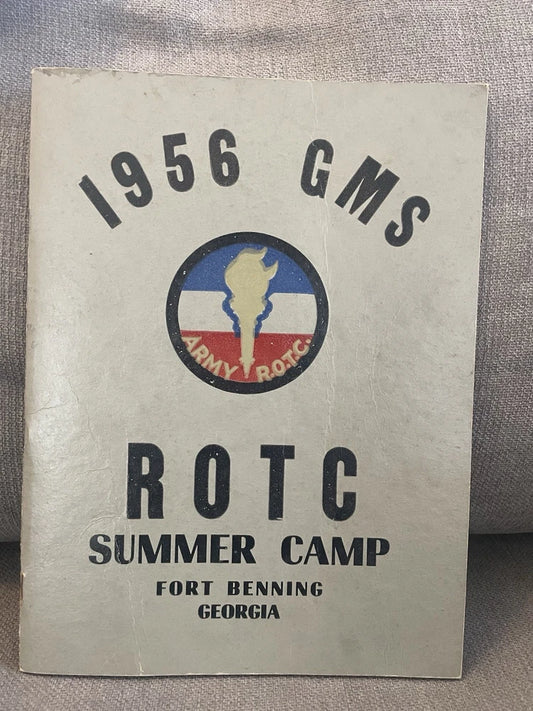 1956 GMS
ARMY R.O.T.C.
ROTC
SUMMER CAMP
FORT BENNING
GEORGIA